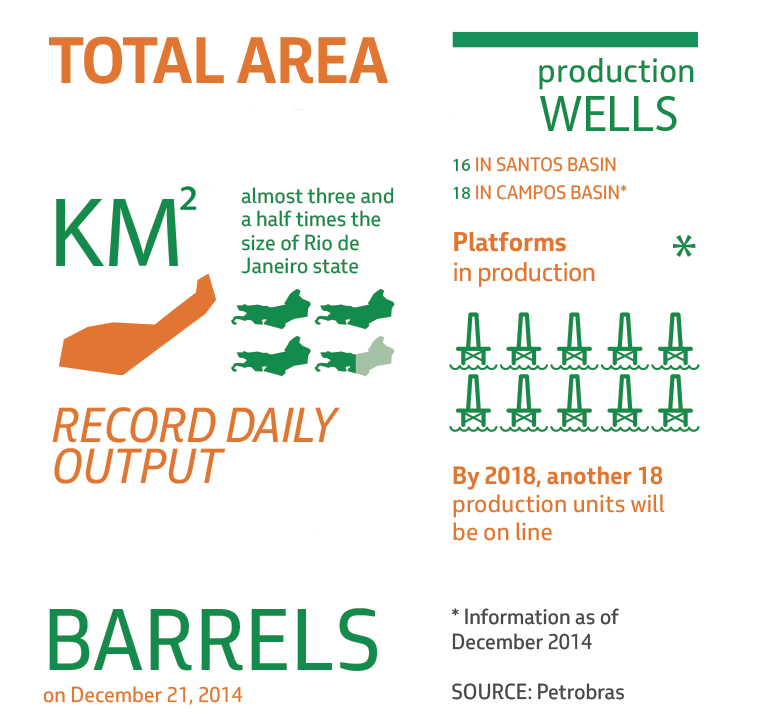 TOTAL AREA
KM²
almost three and
a half times the
size of Rio de
Janeiro state
RECORD DAILY
OUTPUT
BARRELS
on December 21, 2014
production
WELLS
16 IN SANTOS BASIN
18 IN CAMPOS BASIN*
Platforms *
in production
By 2018, another 18
production units will
be on line
* Information as of
December 2014
SOURCE: Petrobras